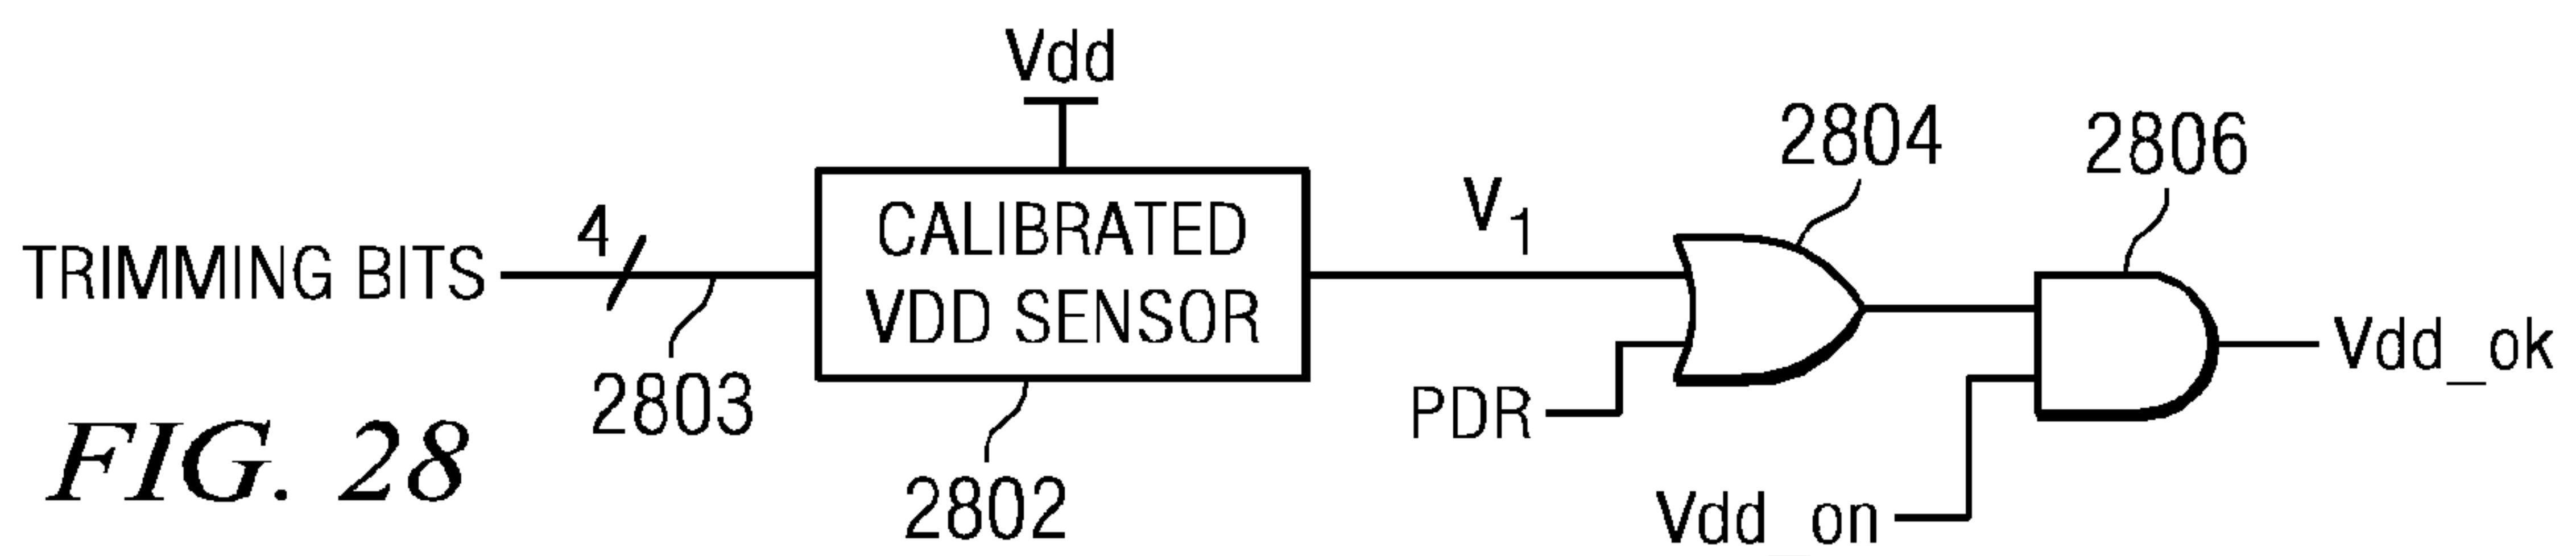 Vdd
2804
2806
4
TRIMMING BITS
CALIBRATED
VDD SENSOR
V1
Vdd_ok
2803
PDR
FIG. 28
2802
Vdd_on